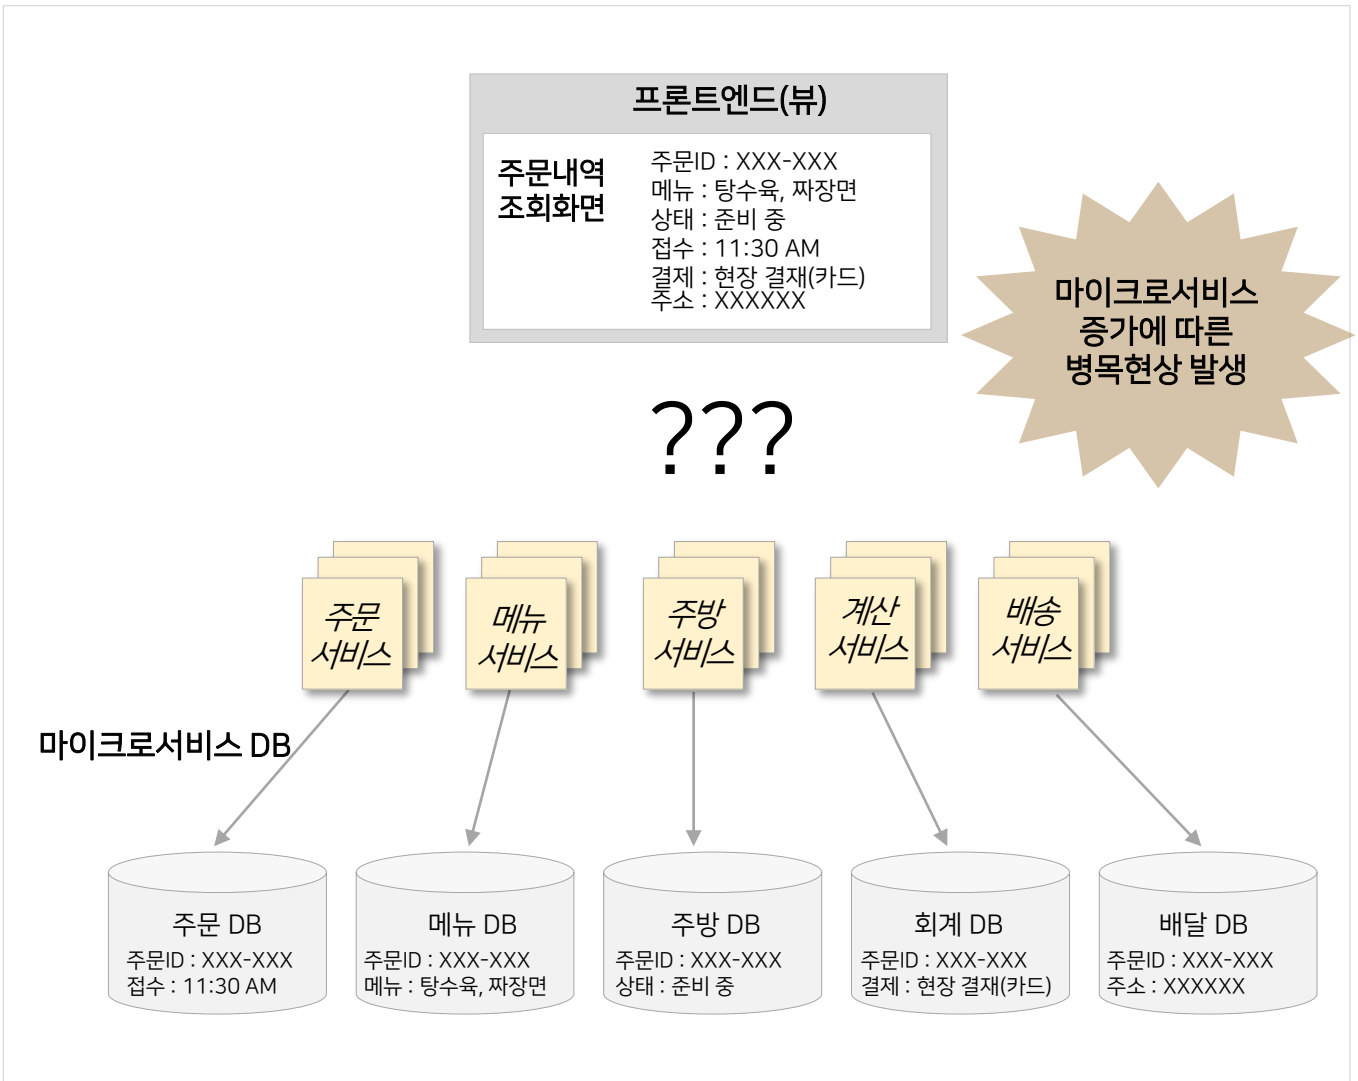 프론트엔드(뷰)
주문내역
조회화면
주문ID : XXX-XXX
메뉴 : 탕수육, 짜장면
상태 : 준비 중
접수 : 11:30 AM
결제 : 현장 결재(카드)
주소 : XXXXXX
마이크로서비스
증가에 따른
병목현상 발생
???
주문
서비스
메뉴
서비스
주방
서비스
계산
서비스
배송
서비스
마이크로서비스 DB
주문 DB
주문ID : XXX-XXX
접수 : 11:30 AM
메뉴 DB
주문ID : XXX-XXX
메뉴 : 탕수육, 짜장면
주방 DB
주문ID : XXX-XXX
상태 : 준비 중
회계 DB
주문ID : XXX-XXX
결제 : 현장 결재(카드)
배달 DB
주문ID : XXX-XXX
주소 : XXXXXX